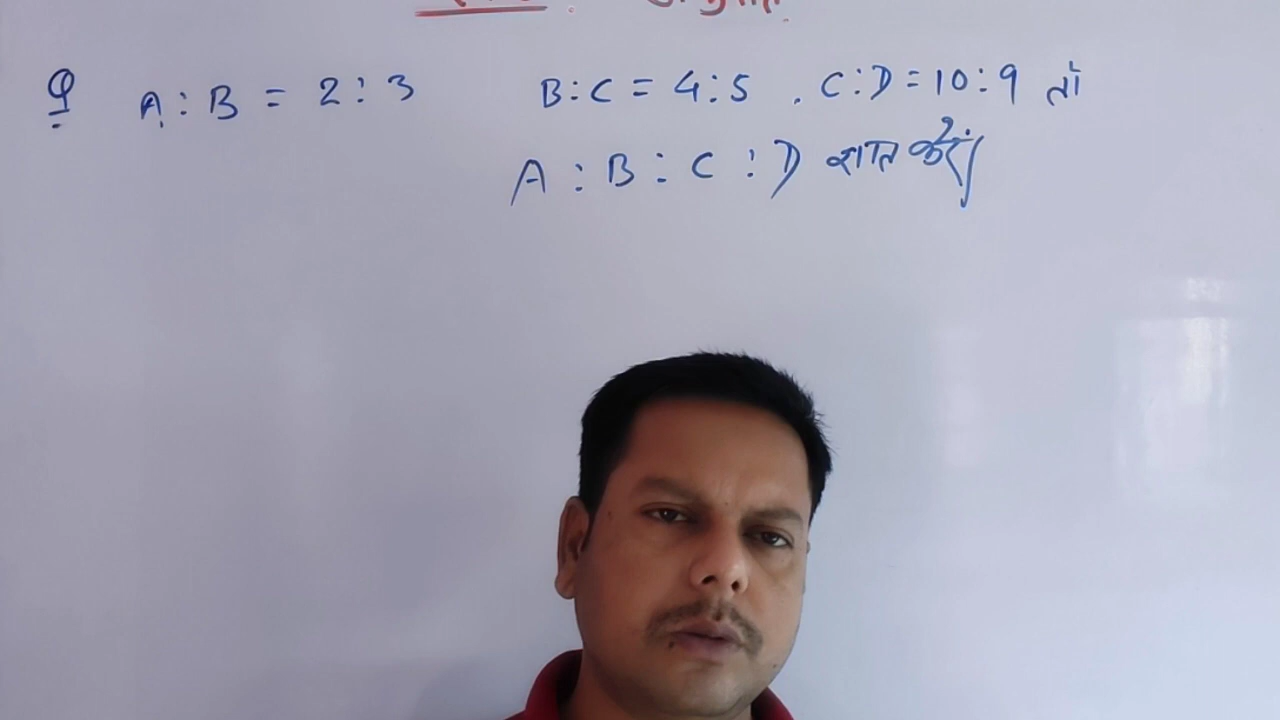 Q A : B = 2 : 3 B : C = 4 : 5 , C : D = 10 : 9 तो
A : B : C : D ज्ञात करें।